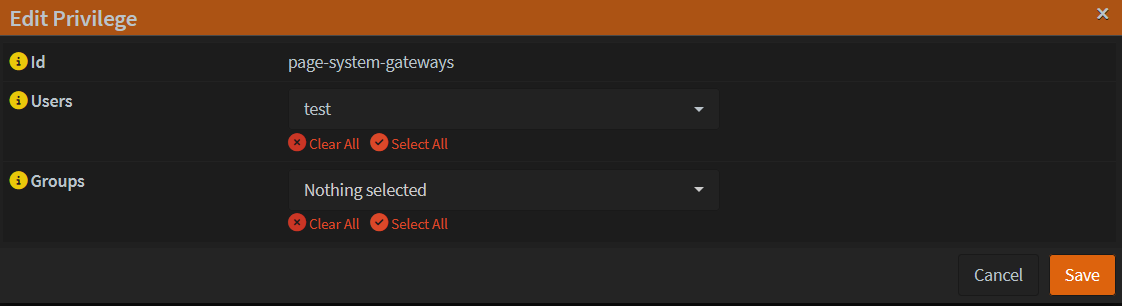 Edit Privilege
Id page-system-gateways
Users test
Clear All Select All
Groups Nothing selected
Clear All Select All
Cancel Save